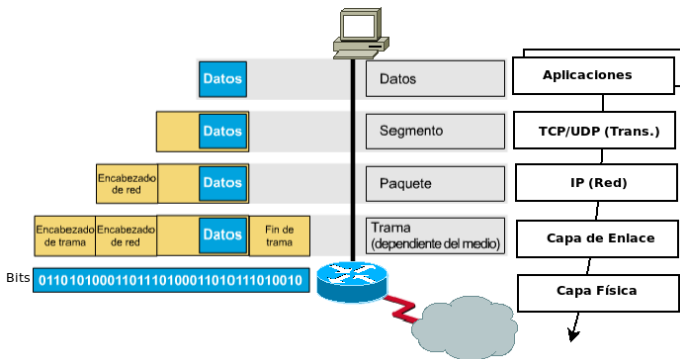 Datos
Datos
Aplicaciones
Datos
Segmento
TCP/UDP (Trans.)
Encabezado
de red
Datos
Paquete
IP (Red)
Encabezado
de trama
Encabezado
de red
Datos
Fin de
trama
Trama
(dependiente del medio)
Capa de Enlace
Bits
0110101000110111010001101011101001​0
Capa Física